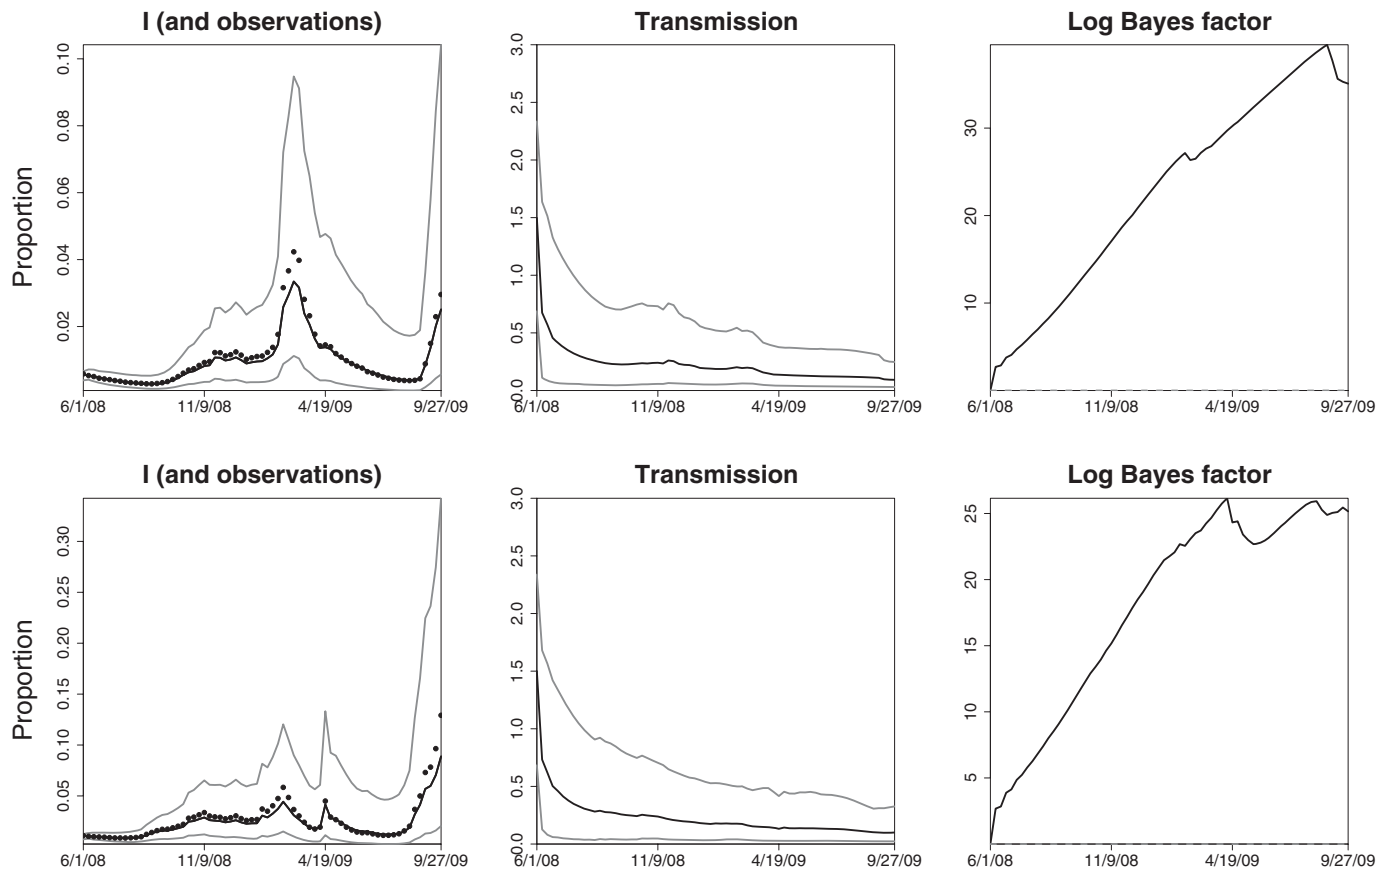 I (and observations)
Transmission
Log Bayes factor
Proportion
0.02 0.04 0.06 0.08 0.10
6/1/08 11/9/08 4/19/09 9/27/09
0.0 0.5 1.0 1.5 2.0 2.5 3.0
6/1/08 11/9/08 4/19/09 9/27/09
10 20 30
6/1/08 11/9/08 4/19/09 9/27/09
I (and observations)
Transmission
Log Bayes factor
Proportion
0.05 0.10 0.15 0.20 0.25 0.30
6/1/08 11/9/08 4/19/09 9/27/09
0.0 0.5 1.0 1.5 2.0 2.5 3.0
6/1/08 11/9/08 4/19/09 9/27/09
5 10 15 20 25
6/1/08 11/9/08 4/19/09 9/27/09